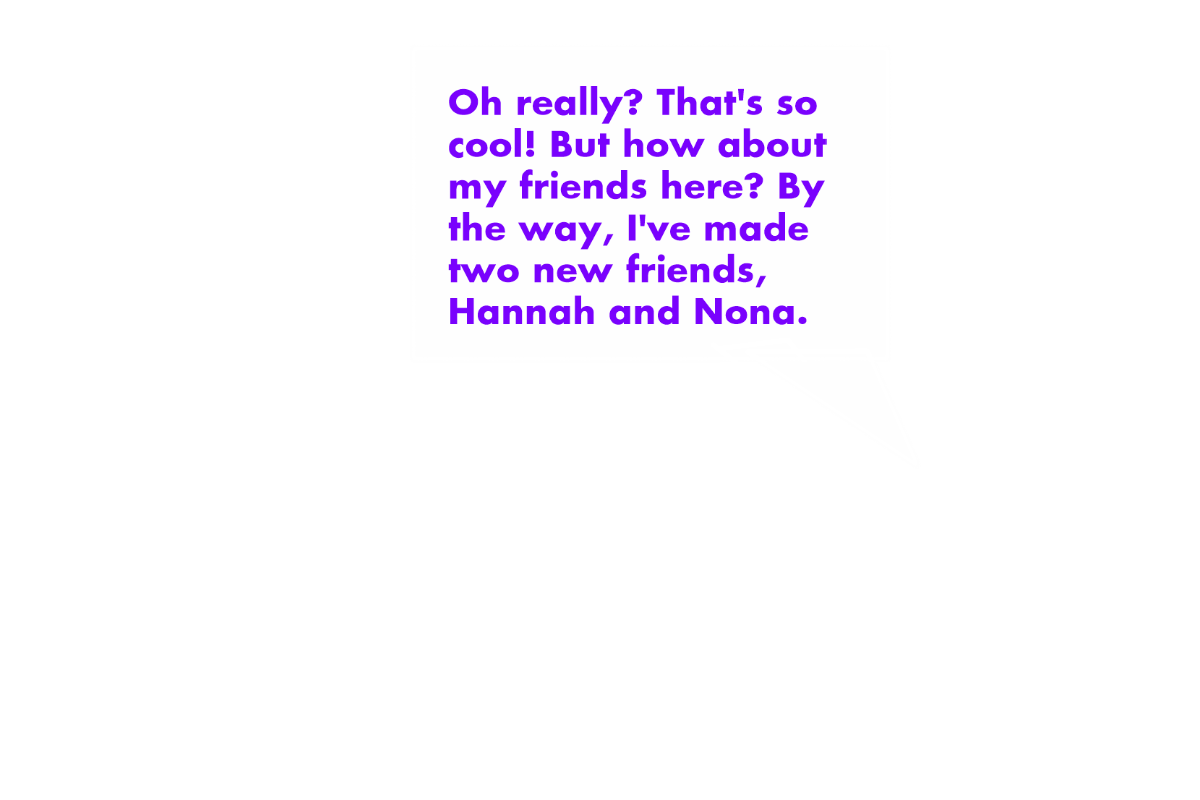 Oh really? That's so
cool! But how about
my friends here? By
the way, I've made
two new friends,
Hannah and Nona.